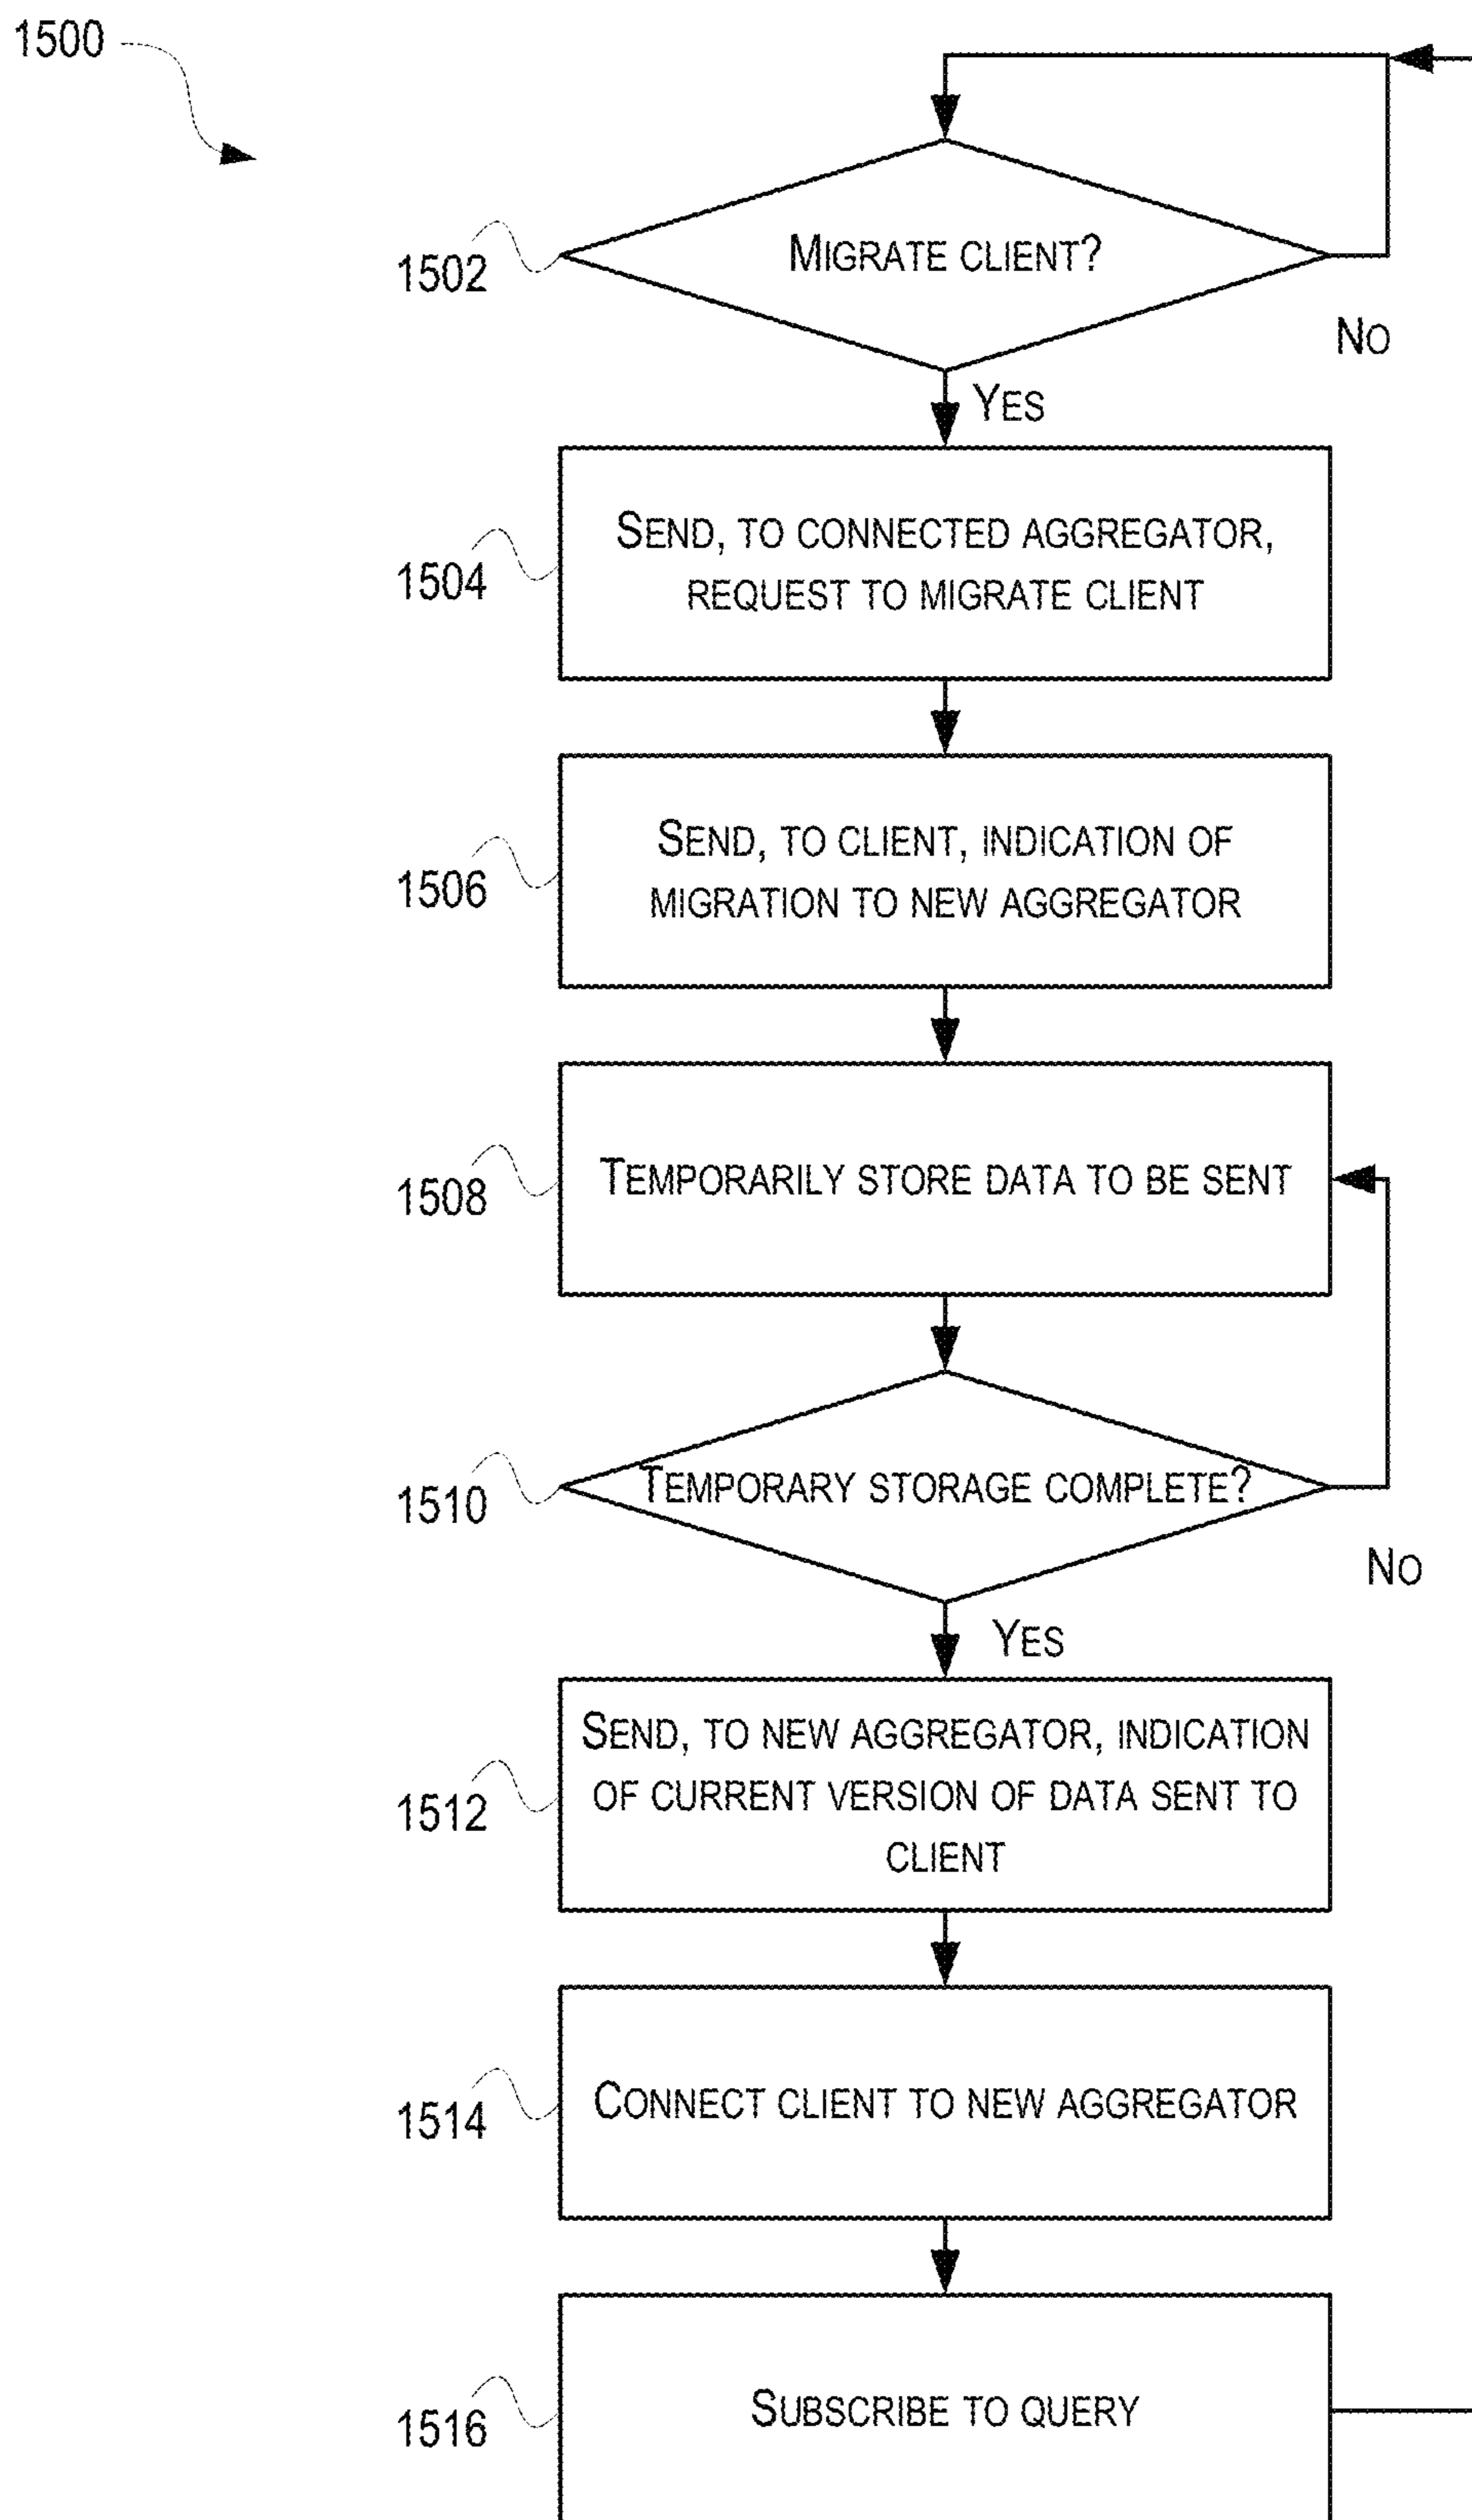 1500
MIGRATE CLIENT?
1502
NO
YES
SEND, TO CONNECTED AGGREGATOR,
REQUEST TO MIGRATE CLIENT
1504
SEND, TO CLIENT, INDICATION OF
MIGRATION TO NEW AGGREGATOR
1506
TEMPORARILY STORE DATA TO BE SENT
1508
TEMPORARY STORAGE COMPLETE?
1510
NO
YES
SEND, TO NEW AGGREGATOR, INDICATION
OF CURRENT VERSION OF DATA SENT TO
CLIENT
1512
CONNECT CLIENT TO NEW AGGREGATOR
1514
SUBSCRIBE TO QUERY
1516